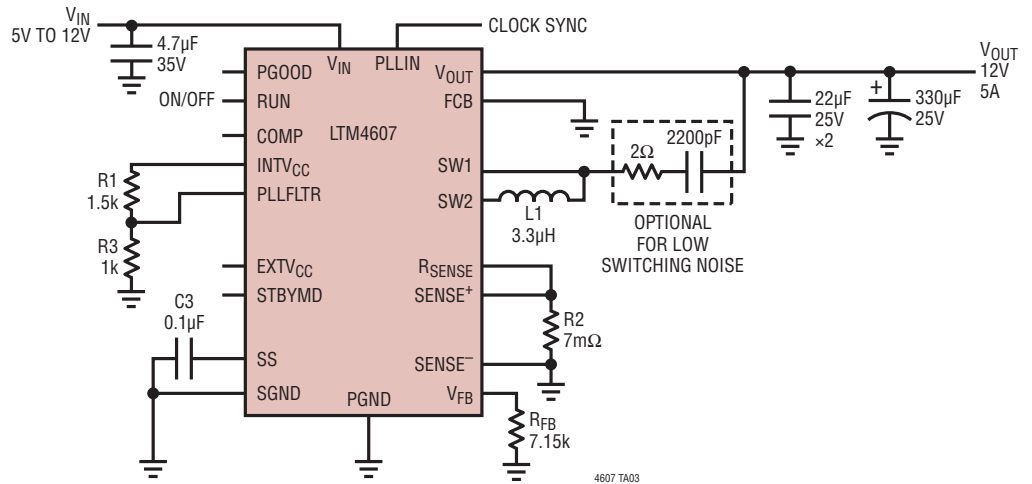 VIN
5V TO 12V
4.7µF
35V
CLOCK SYNC
VIN PLLIN
PGOOD
RUN
COMP
INTVCC
PLLFLTR
EXTVCC
STBYMD
SS
SGND
PGND
LTM4607
VOUT
FCB
SW1
SW2
RSENSE
SENSE+
SENSE–
VFB
ON/OFF
R1
1.5k
R3
1k
C3
0.1µF
2Ω
2200pF
OPTIONAL
FOR LOW
SWITCHING NOISE
L1
3.3µH
R2
7mΩ
RFB
7.15k
22µF
25V
×2
+
330µF
25V
VOUT
12V
5A
4607 TA03